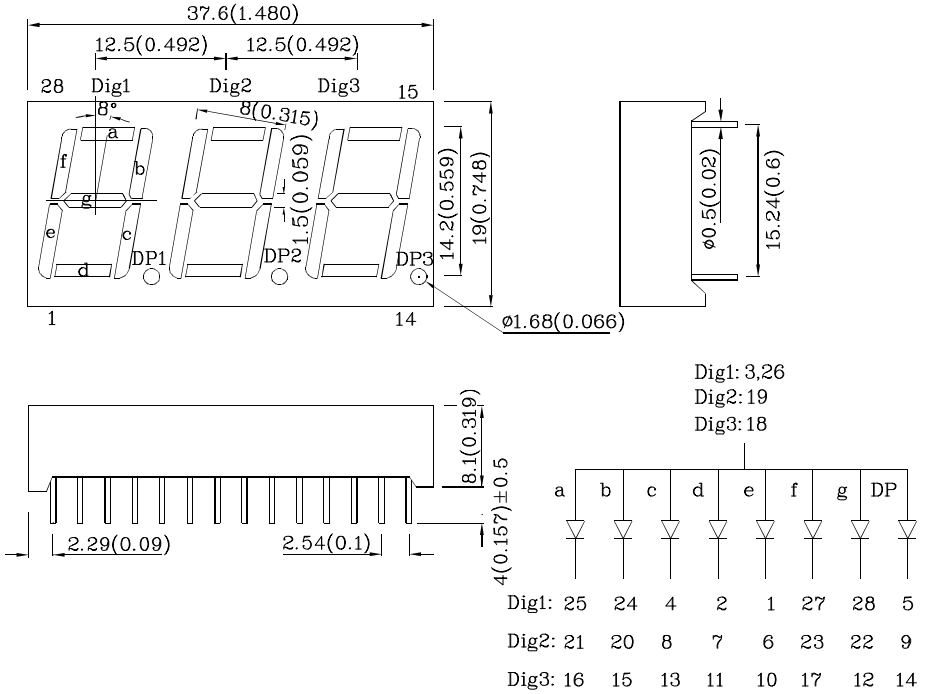 37.6(1.480)
12.5(0.492) 12.5(0.492)
28 Dig1 Dig2 Dig3 15
8° 8(0.315)
a
f b
g
e c
d
DP1 DP2 DP3
1.5(0.059)
14.2(0.559)
19(0.748)
ø0.5(0.02)
15.24(0.6)
1 14
ø1.68(0.066)
8.1(0.319)
4(0.157)±0.5
2.29(0.09) 2.54(0.1)
Dig1: 3,26
Dig2: 19
Dig3: 18
a b c d e f g DP
Dig1: 25 24 4 2 1 27 28 5
Dig2: 21 20 8 7 6 23 22 9
Dig3: 16 15 13 11 10 17 12 14